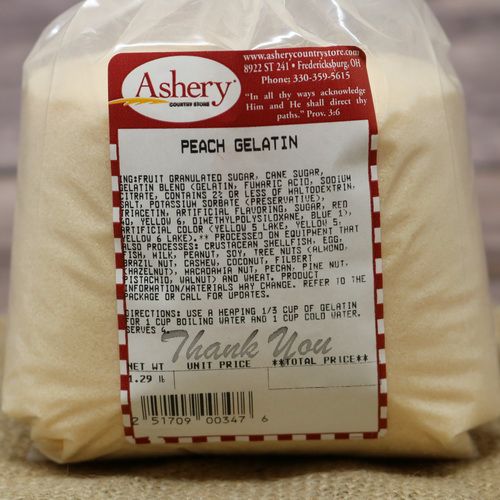 www.asherycountrystore.com
8922 ST 241 • Fredericksburg, OH
Phone: 330-359-5615
"In all thy ways acknowledge
Him and He shall direct thy
paths." Prov. 3:6
Ashery
COUNTRY STORE
PEACH GELATIN
ING:FRUIT GRANULATED SUGAR, CANE SUGAR,
GELATIN BLEND (GELATIN, FUMARIC ACID, SODIUM
CITRATE, CONTAINS 2% OR LESS OF MALTODEXTRIN,
SALT, POTASSIUM SORBATE (PRESERVATIVE),
TRIACETIN, ARTIFICIAL FLAVORING, SUGAR, RED
40, YELLOW 6, DIMETHYLPOLYSILOXANE, BLUE 1),
ARTIFICIAL COLOR (YELLOW 5 LAKE, YELLOW 5,
YELLOW 6 LAKE).** PROCESSED ON EQUIPMENT THAT
ALSO PROCESSES: CRUSTACEAN SHELLFISH, EGG,
FISH, MILK, PEANUT, SOY, TREE NUTS (ALMOND,
BRAZIL NUT, CASHEW, COCONUT, FILBERT
(HAZELNUT), MACADAMIA NUT, PECAN, PINE NUT,
PISTACHIO, WALNUT) AND WHEAT. PRODUCT
INFORMATION/MATERIALS MAY CHANGE. REFER TO THE
PACKAGE OR CALL FOR UPDATES.
DIRECTIONS: USE A HEAPING 1/3 CUP OF GELATIN
FOR 1 CUP BOILING WATER AND 1 CUP COLD WATER.
SERVES 4.
Thank You
NET WT UNIT PRICE **TOTAL PRICE**
1.29 lb
2 51709 00347 6